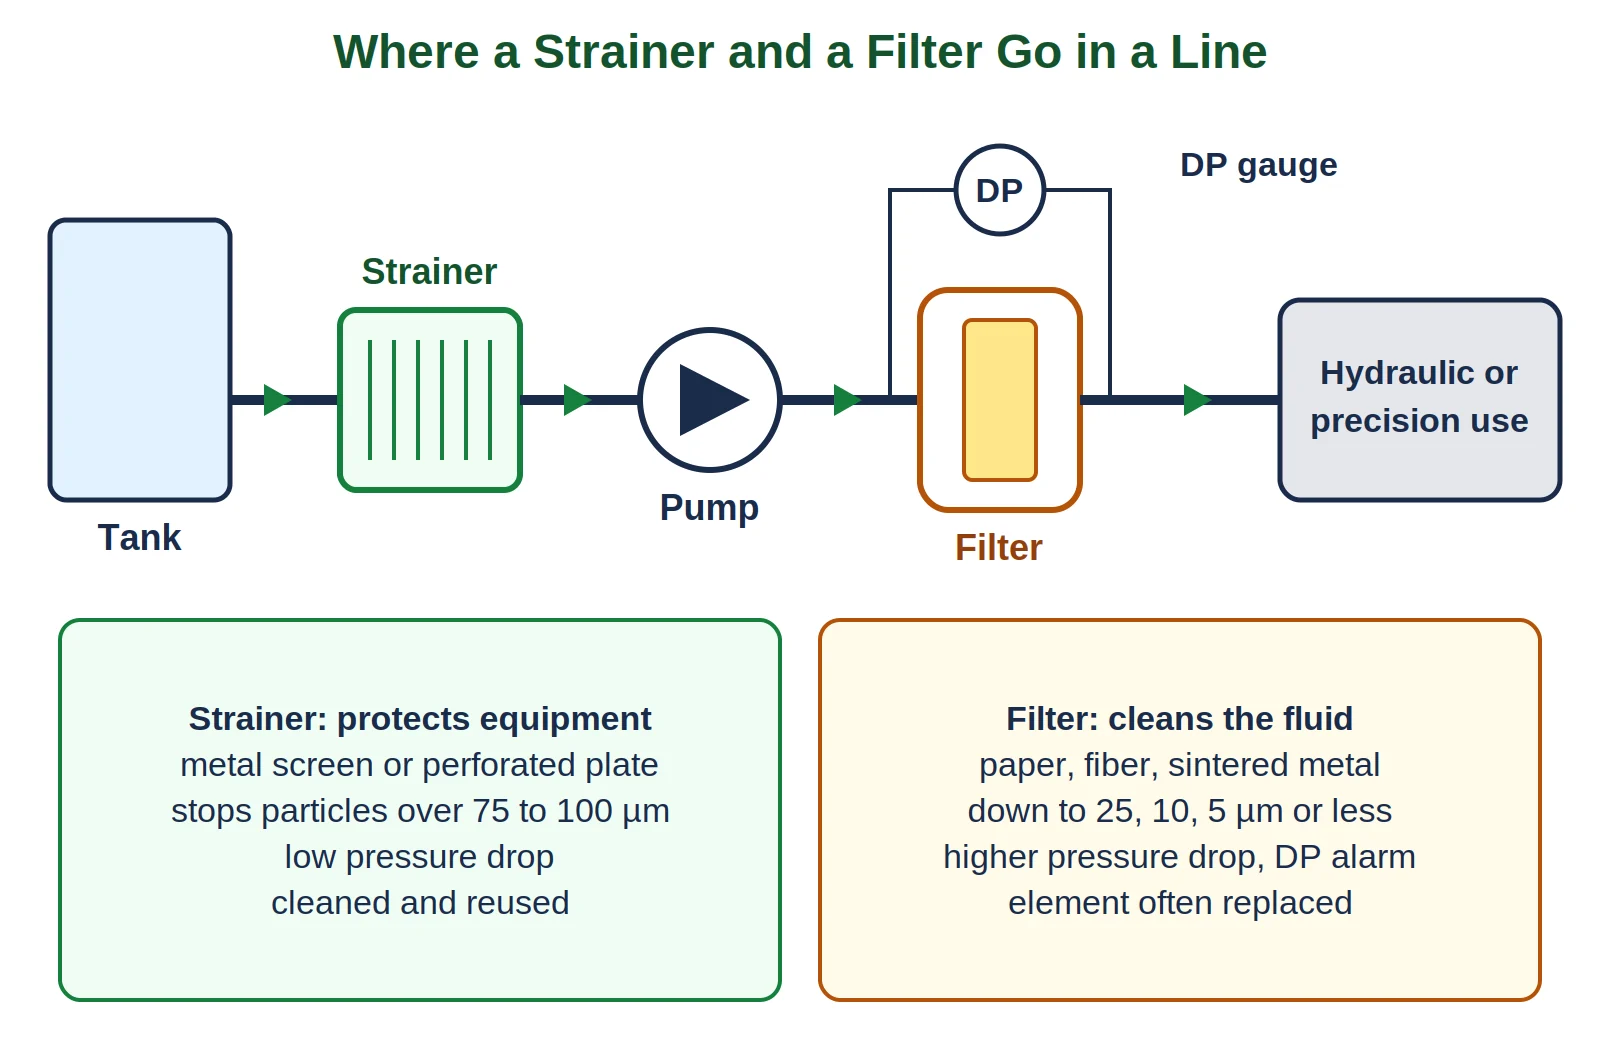 Where a Strainer and a Filter Go in a Line
DP
DP gauge
Strainer
Hydraulic or
precision use
Pump
Tank
Filter
Strainer: protects equipment
metal screen or perforated plate
stops particles over 75 to 100 µm
low pressure drop
cleaned and reused
Filter: cleans the fluid
paper, fiber, sintered metal
down to 25, 10, 5 µm or less
higher pressure drop, DP alarm
element often replaced